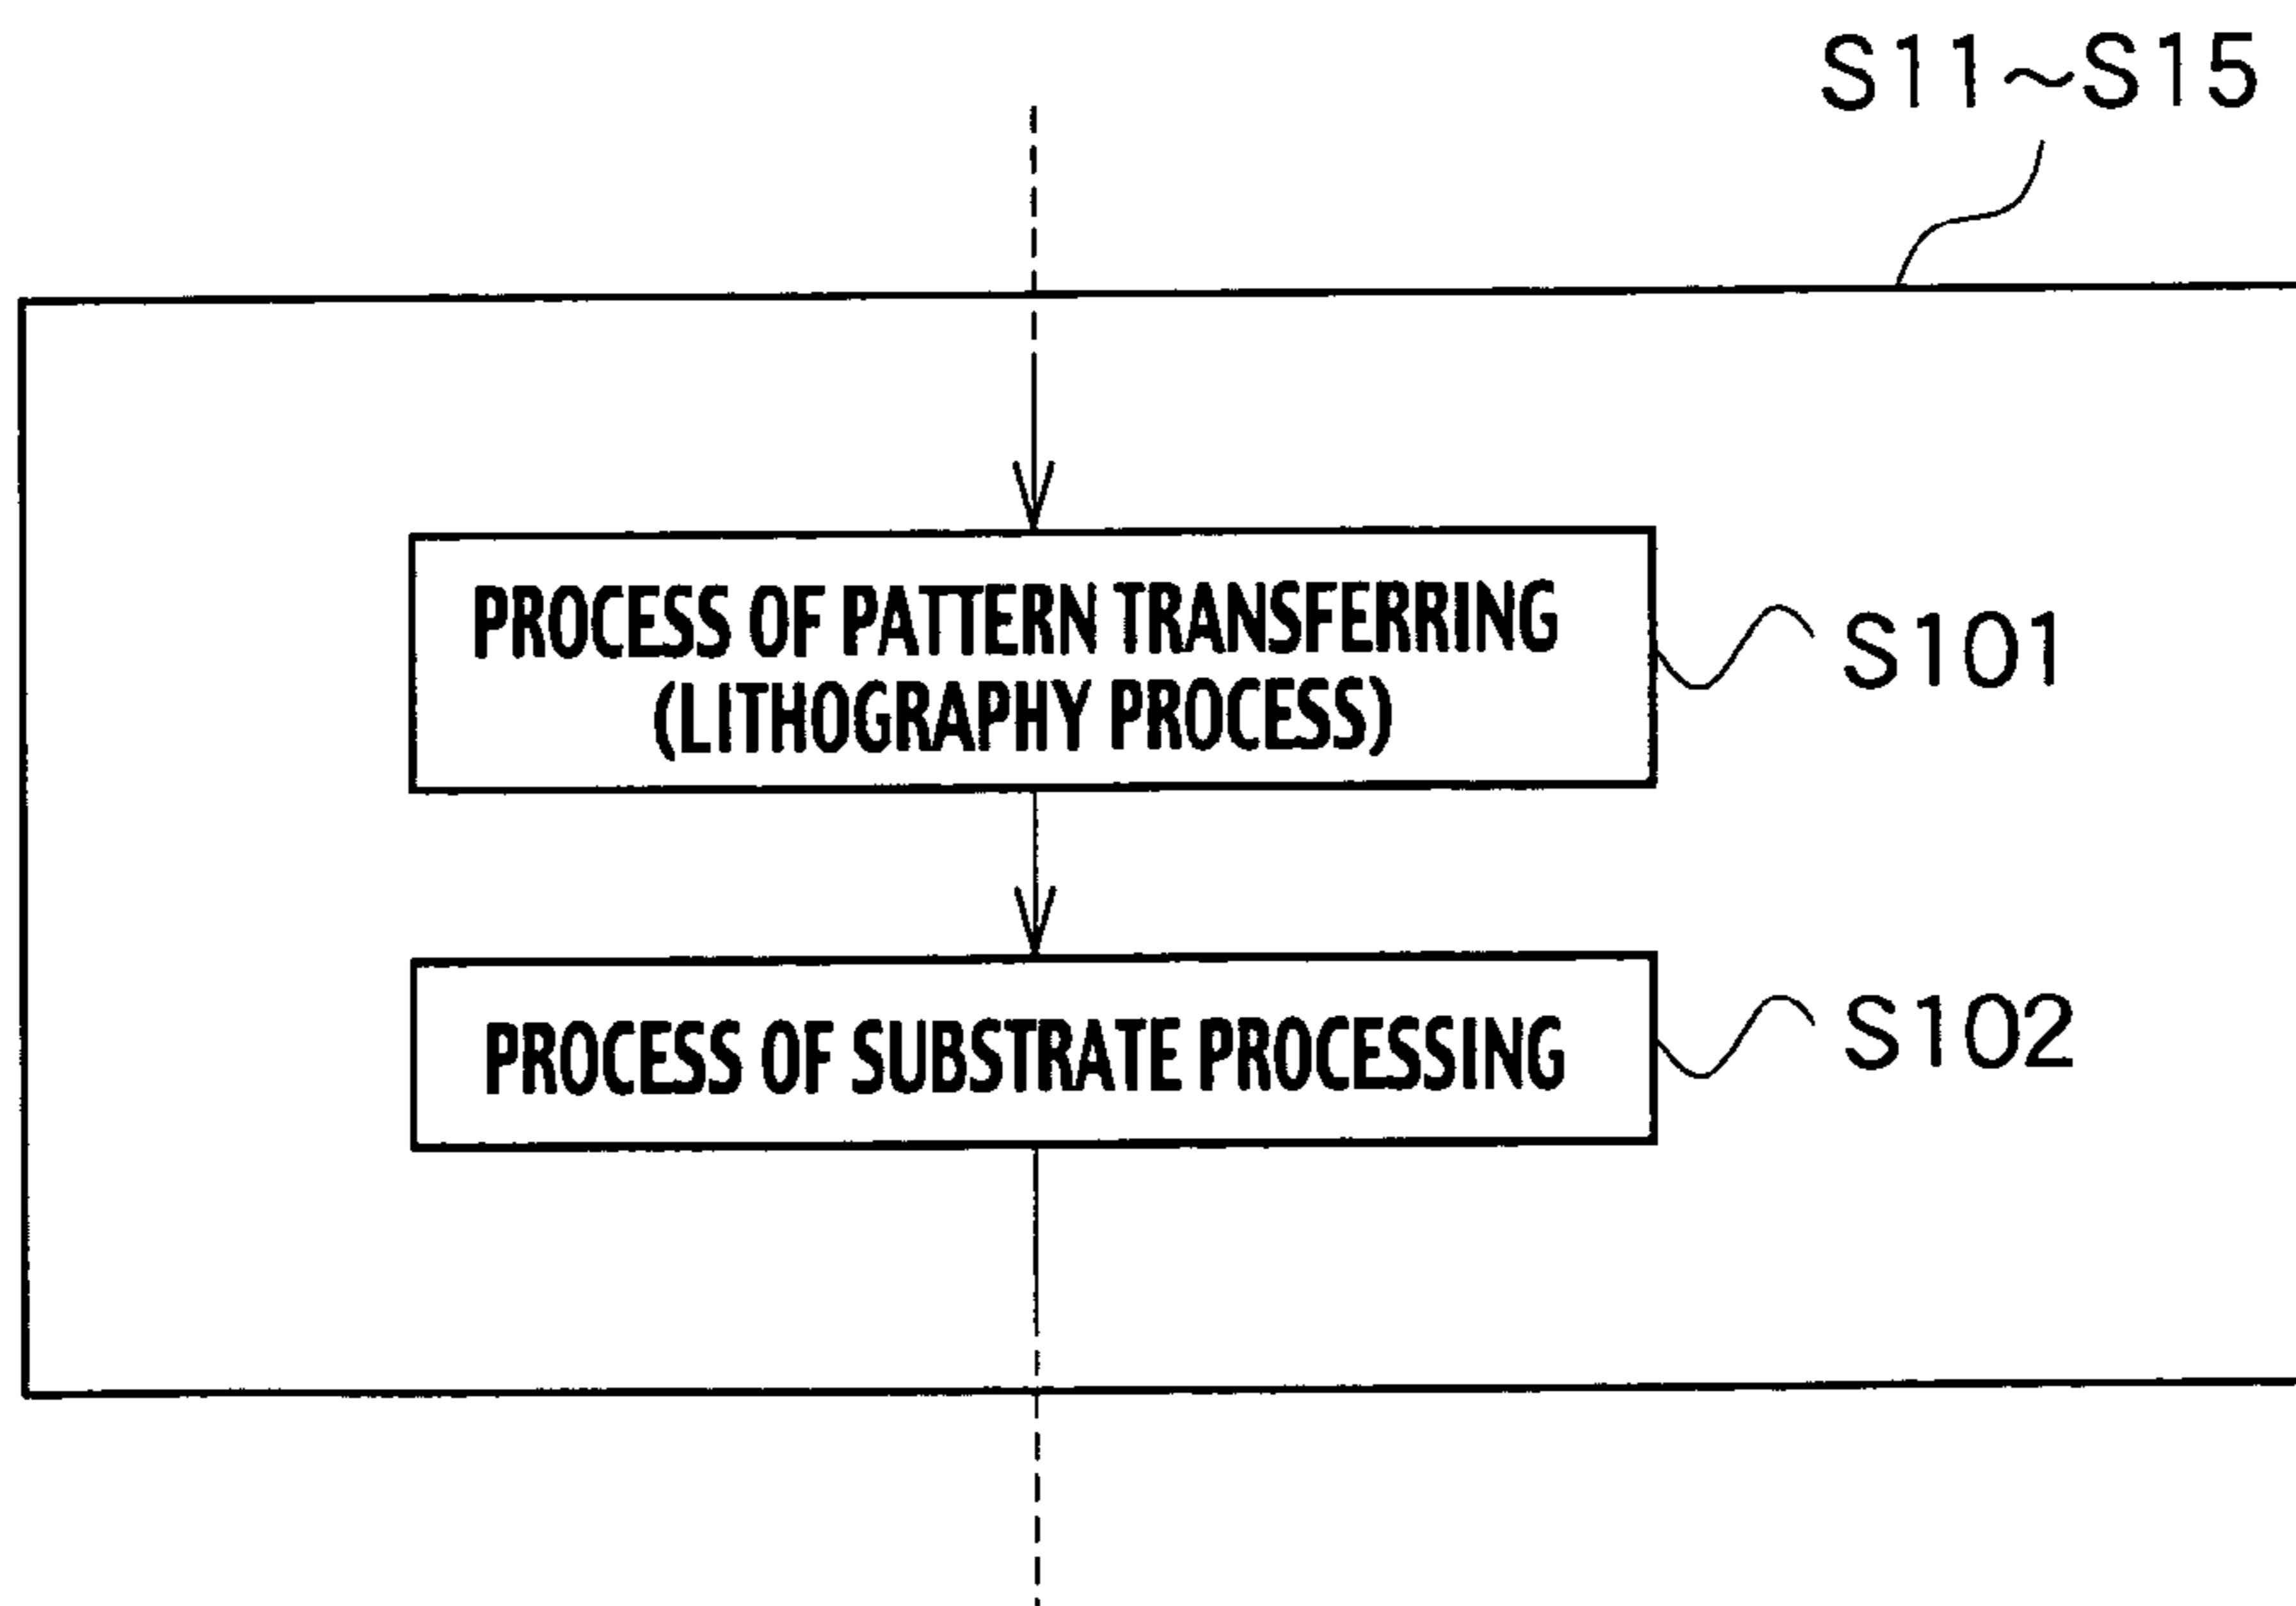 S11~S15
PROCESS OF PATTERN TRANSFERRING
(LITHOGRAPHY PROCESS)
S101
PROCESS OF SUBSTRATE PROCESSING
S102